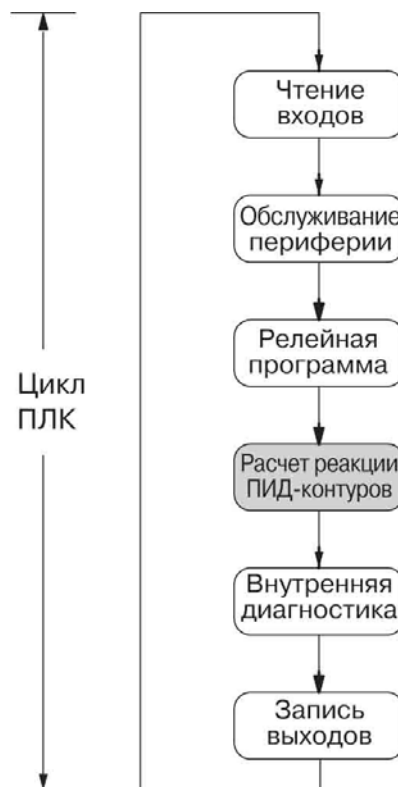 Чтение
входов
Обслуживание
периферии
Релейная
программа
Цикл
ПЛК
Расчет реакции
ПИД-контуров
Внутренняя
диагностика
Запись
выходов